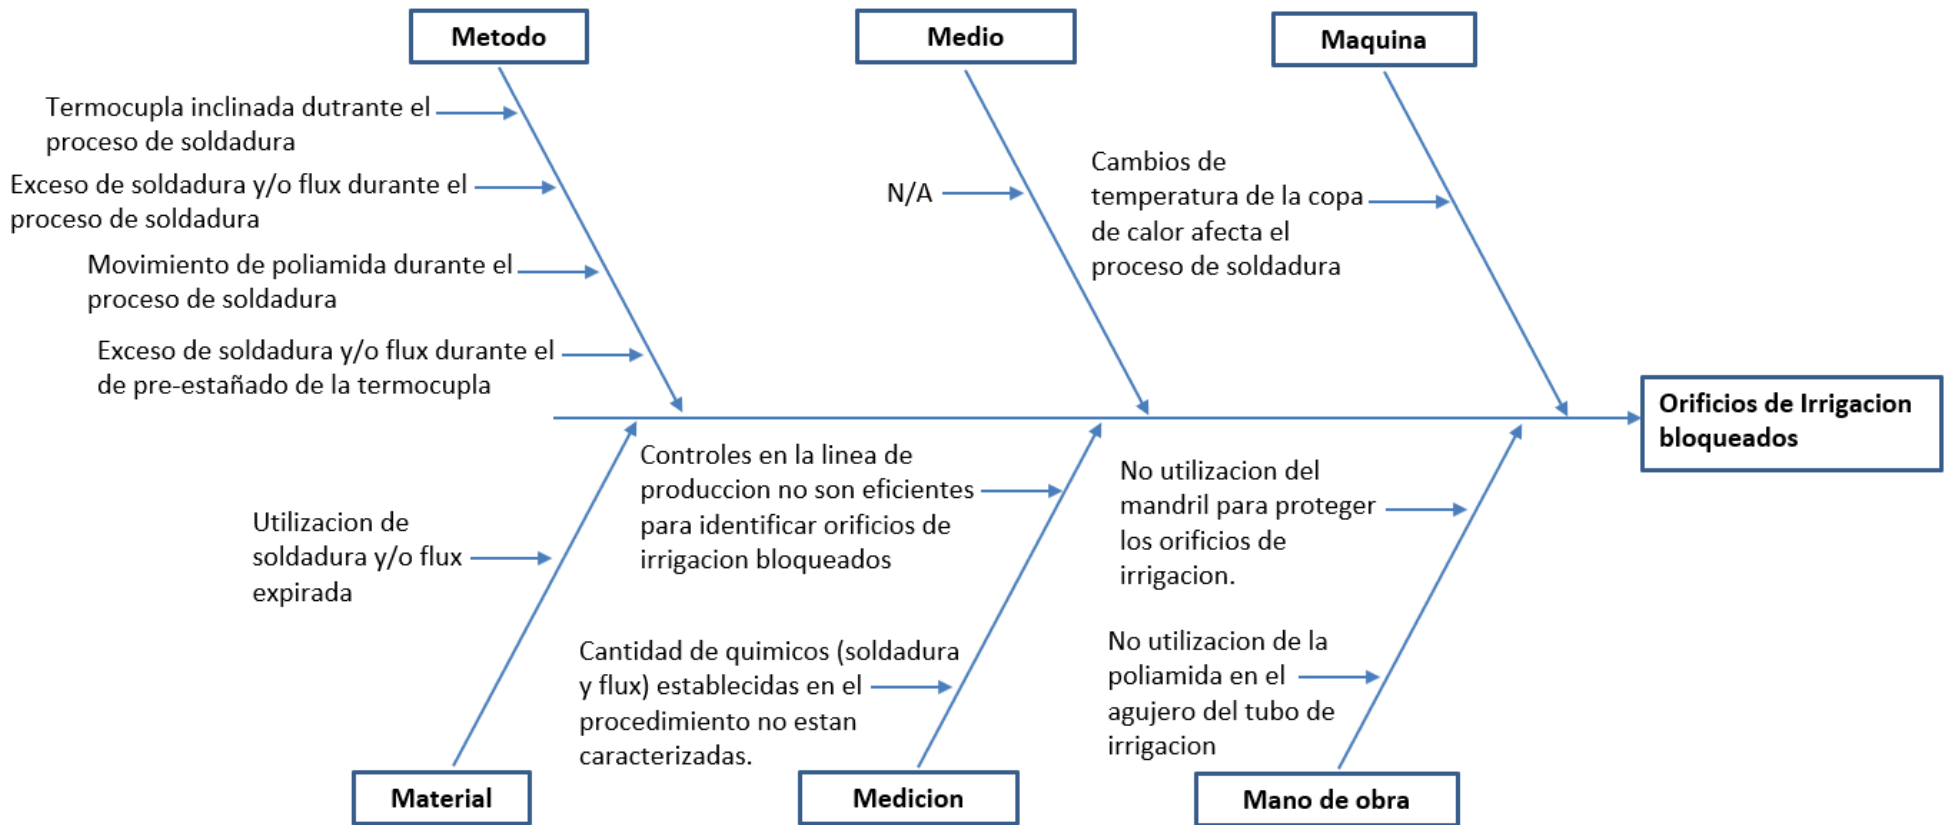 Metodo
Medio
Maquina
Termocupla inclinada dutrante el
proceso de soldadura
Exceso de soldadura y/o flux durante el
proceso de soldadura
Movimiento de poliamida durante el
proceso de soldadura
Exceso de soldadura y/o flux durante el
de pre-estañado de la termocupla
N/A
Cambios de
temperatura de la copa
de calor afecta el
proceso de soldadura
Orificios de Irrigacion
bloqueados
Utilizacion de
soldadura y/o flux
expirada
Controles en la linea de
produccion no son eficientes
para identificar orificios de
irrigacion bloqueados
Cantidad de quimicos (soldadura
y flux) establecidas en el
procedimiento no estan
caracterizadas.
No utilizacion del
mandril para proteger
los orificios de
irrigacion.
No utilizacion de la
poliamida en el
agujero del tubo de
irrigacion
Material
Medicion
Mano de obra